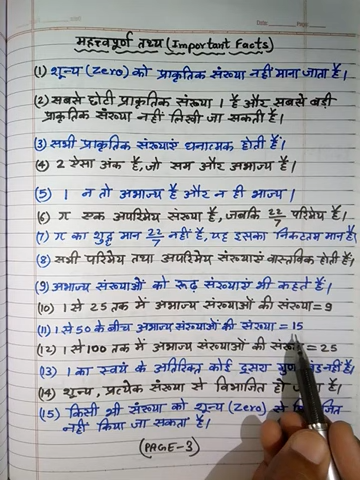 महत्त्वपूर्ण तथ्य (Important Facts)
(1) शून्य (Zero) को प्राकृतिक संख्या नहीं माना जाता है।
(2) सबसे छोटी प्राकृतिक संख्या 1 है और सबसे बड़ी
प्राकृतिक संख्या नहीं लिखी जा सकती है।
(3) सभी प्राकृतिक संख्याएं धनात्मक होती हैं।
(4) 2 ऐसा अंक है, जो सम और अभाज्य है।
(5) 1 न तो अभाज्य है और न ही भाज्य।
(6) π एक अपरिमेय संख्या है, जबकि 22/7 परिमेय है।
(7) π का शुद्ध मान 22/7 नहीं है, यह इसका निकटतम मान है।
(8) सभी परिमेय तथा अपरिमेय संख्याएं वास्तविक होती हैं।
(9) अभाज्य संख्याओं को रूढ़ संख्याएं भी कहते हैं।
(10) 1 से 25 तक में अभाज्य संख्याओं की संख्या = 9
(11) 1 से 50 के बीच अभाज्य संख्याओं की संख्या = 15
(12) 1 से 100 तक में अभाज्य संख्याओं की संख्या = 25
(13) 1 का स्वयं के अतिरिक्त कोई दूसरा नहीं है।
(14) शून्य, प्रत्येक संख्या से विभाजित हो है।
(15) किसी भी संख्या को शून्य (Zero) से
नहीं किया जा सकता है।
(PAGE-3)